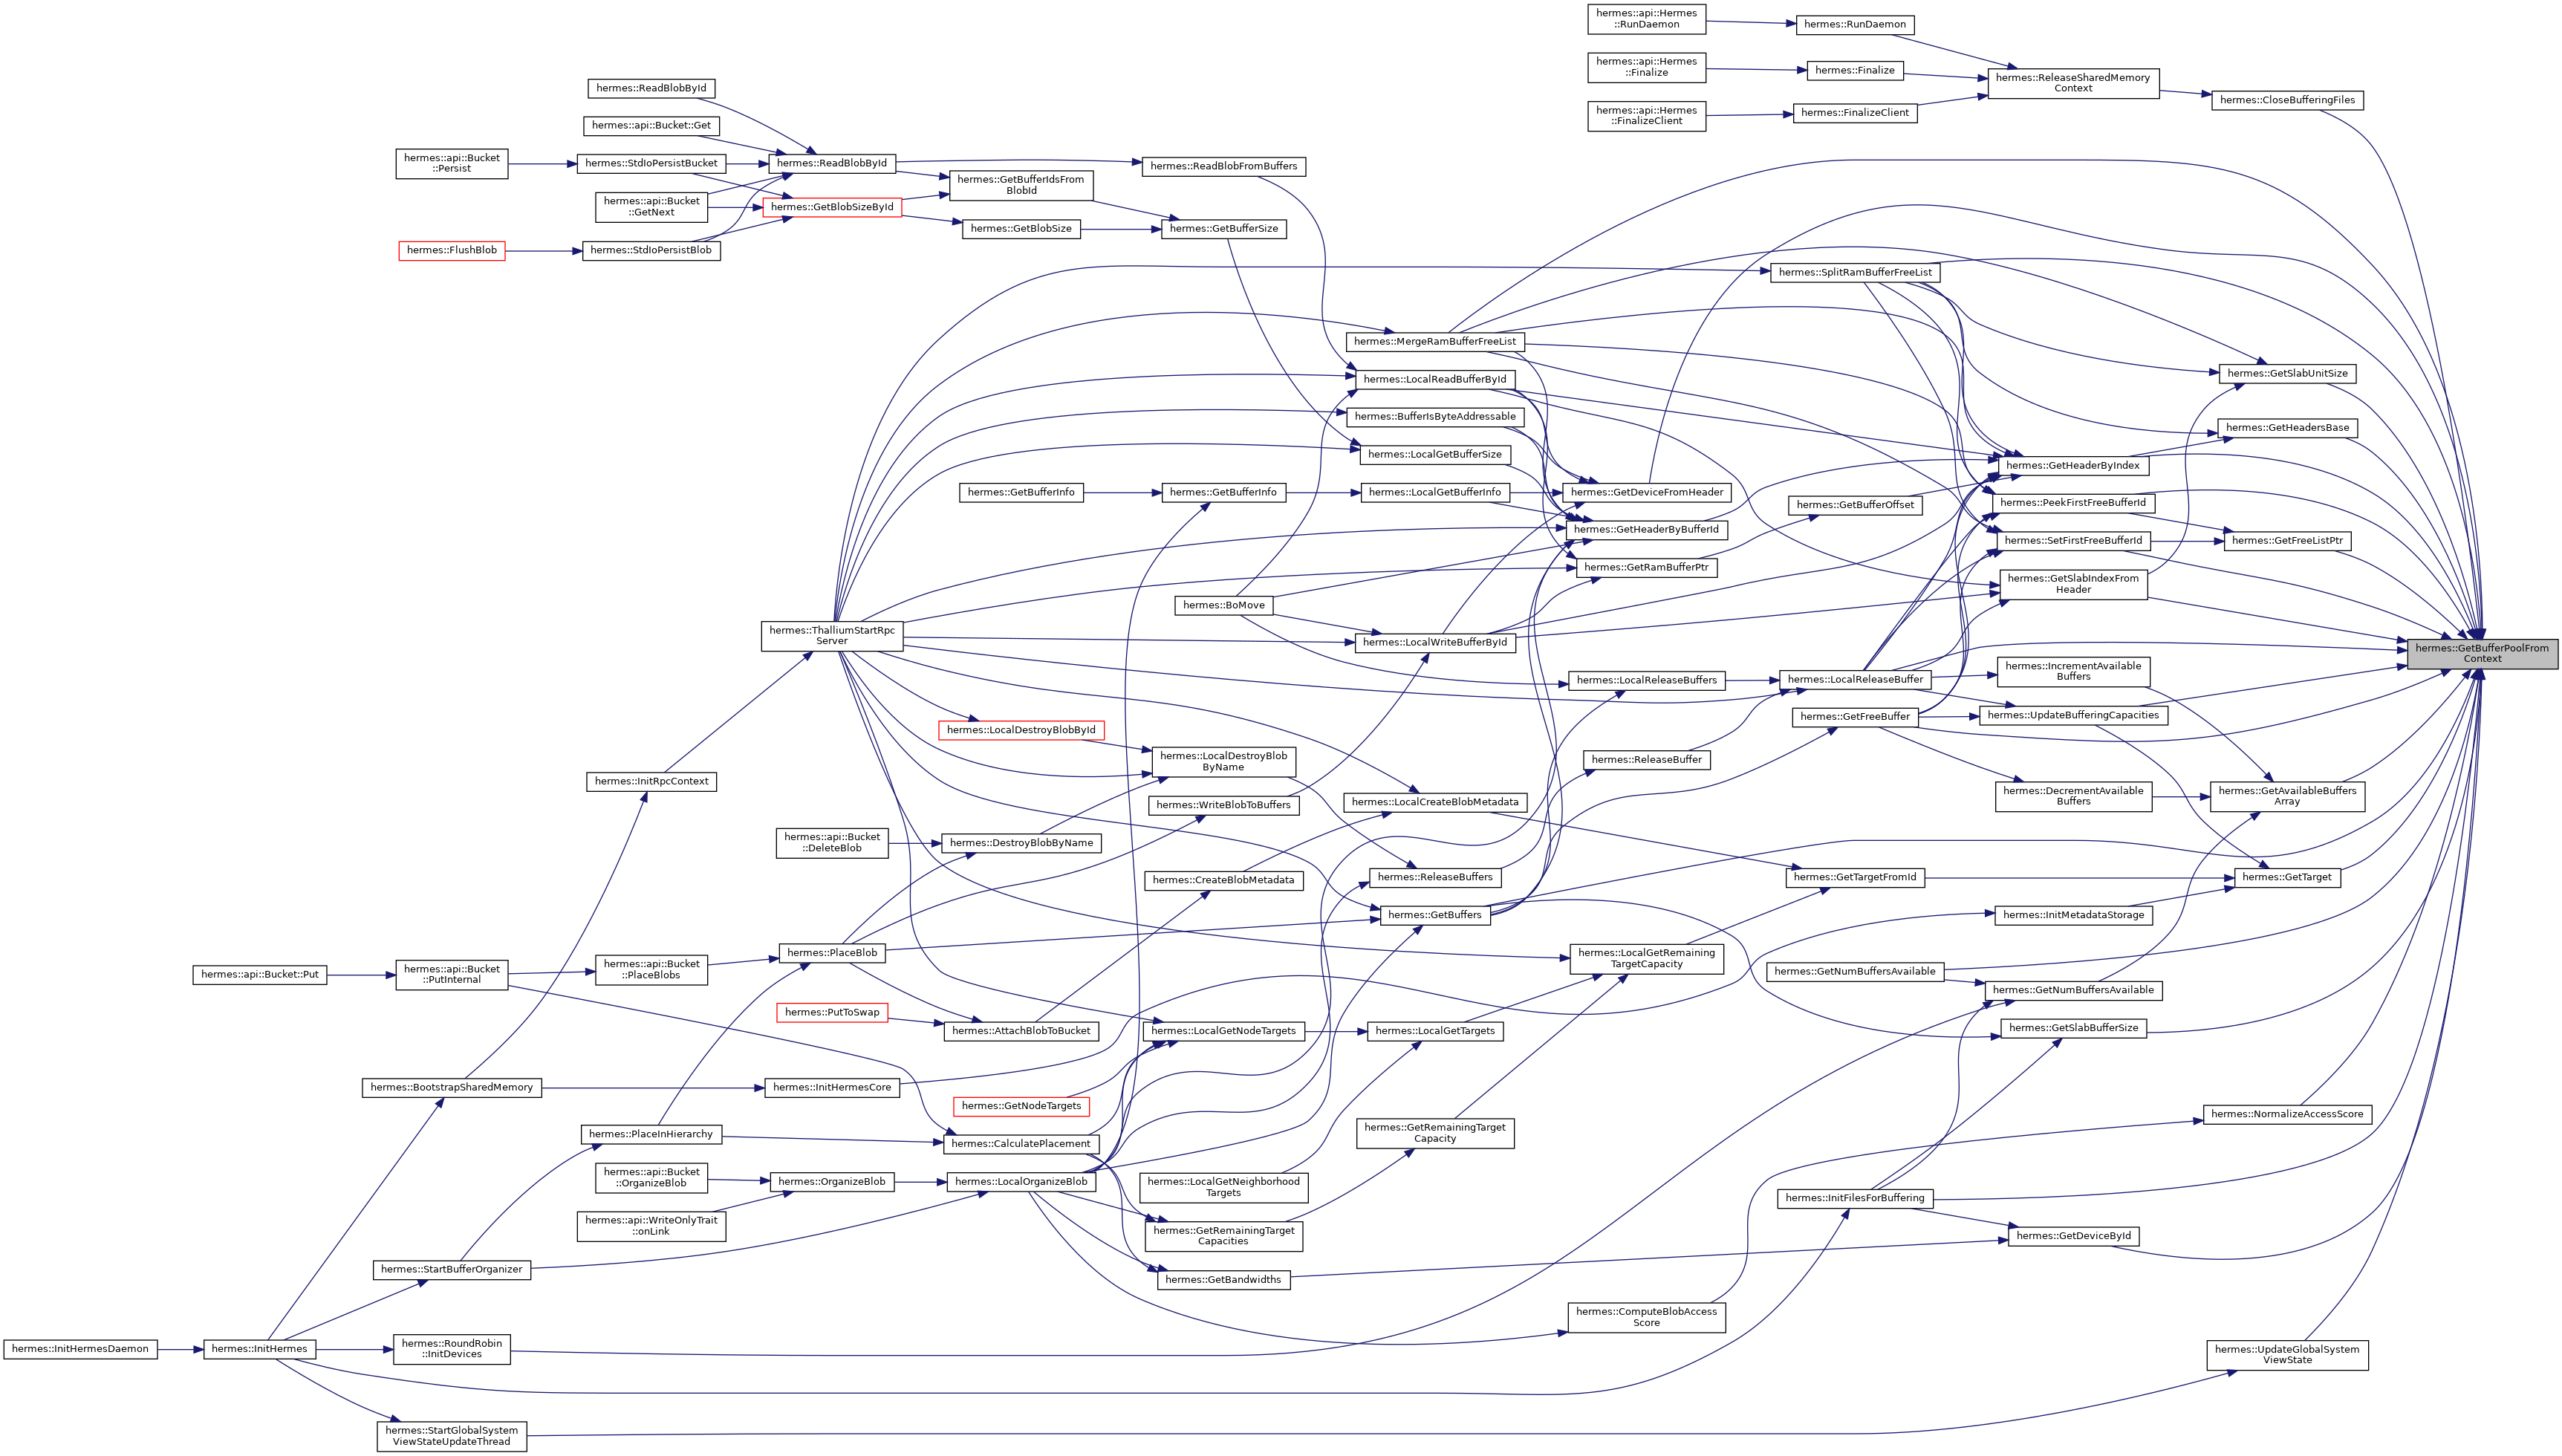 hermes::api::Hermes
::RunDaemon
hermes::RunDaemon
hermes::api::Hermes
::Finalize
hermes::Finalize
hermes::ReleaseSharedMemory
Context
hermes::CloseBufferingFiles
hermes::api::Hermes
::FinalizeClient
hermes::FinalizeClient
hermes::ReadBlobById
hermes::api::Bucket::Get
hermes::api::Bucket
::Persist
hermes::StdIoPersistBucket
hermes::ReadBlobById
hermes::ReadBlobFromBuffers
hermes::GetBufferIdsFrom
BlobId
hermes::api::Bucket
::GetNext
hermes::GetBlobSizeById
hermes::GetBlobSize
hermes::GetBufferSize
hermes::FlushBlob
hermes::StdIoPersistBlob
hermes::SplitRamBufferFreeList
hermes::MergeRamBufferFreeList
hermes::GetSlabUnitSize
hermes::LocalReadBufferById
hermes::BufferIsByteAddressable
hermes::GetHeadersBase
hermes::LocalGetBufferSize
hermes::GetHeaderByIndex
hermes::GetBufferInfo
hermes::GetBufferInfo
hermes::LocalGetBufferInfo
hermes::GetDeviceFromHeader
hermes::GetBufferOffset
hermes::PeekFirstFreeBufferId
hermes::GetHeaderByBufferId
hermes::SetFirstFreeBufferId
hermes::GetFreeListPtr
hermes::GetRamBufferPtr
hermes::GetSlabIndexFrom
Header
hermes::BoMove
hermes::ThalliumStartRpc
Server
hermes::LocalWriteBufferById
hermes::GetBufferPoolFrom
Context
hermes::LocalReleaseBuffers
hermes::LocalReleaseBuffer
hermes::IncrementAvailable
Buffers
hermes::GetFreeBuffer
hermes::UpdateBufferingCapacities
hermes::LocalDestroyBlobById
hermes::LocalDestroyBlob
ByName
hermes::ReleaseBuffer
hermes::InitRpcContext
hermes::WriteBlobToBuffers
hermes::LocalCreateBlobMetadata
hermes::DecrementAvailable
Buffers
hermes::GetAvailableBuffers
Array
hermes::api::Bucket
::DeleteBlob
hermes::DestroyBlobByName
hermes::CreateBlobMetadata
hermes::ReleaseBuffers
hermes::GetTargetFromId
hermes::GetTarget
hermes::GetBuffers
hermes::InitMetadataStorage
hermes::PlaceBlob
hermes::api::Bucket::Put
hermes::api::Bucket
::PutInternal
hermes::api::Bucket
::PlaceBlobs
hermes::LocalGetRemaining
TargetCapacity
hermes::GetNumBuffersAvailable
hermes::GetNumBuffersAvailable
hermes::PutToSwap
hermes::AttachBlobToBucket
hermes::LocalGetNodeTargets
hermes::LocalGetTargets
hermes::GetSlabBufferSize
hermes::BootstrapSharedMemory
hermes::InitHermesCore
hermes::GetNodeTargets
hermes::NormalizeAccessScore
hermes::PlaceInHierarchy
hermes::CalculatePlacement
hermes::GetRemainingTarget
Capacity
hermes::api::Bucket
::OrganizeBlob
hermes::OrganizeBlob
hermes::LocalOrganizeBlob
hermes::LocalGetNeighborhood
Targets
hermes::InitFilesForBuffering
hermes::api::WriteOnlyTrait
::onLink
hermes::GetRemainingTarget
Capacities
hermes::GetDeviceById
hermes::StartBufferOrganizer
hermes::GetBandwidths
hermes::ComputeBlobAccess
Score
hermes::InitHermesDaemon
hermes::InitHermes
hermes::RoundRobin
::InitDevices
hermes::UpdateGlobalSystem
ViewState
hermes::StartGlobalSystem
ViewStateUpdateThread